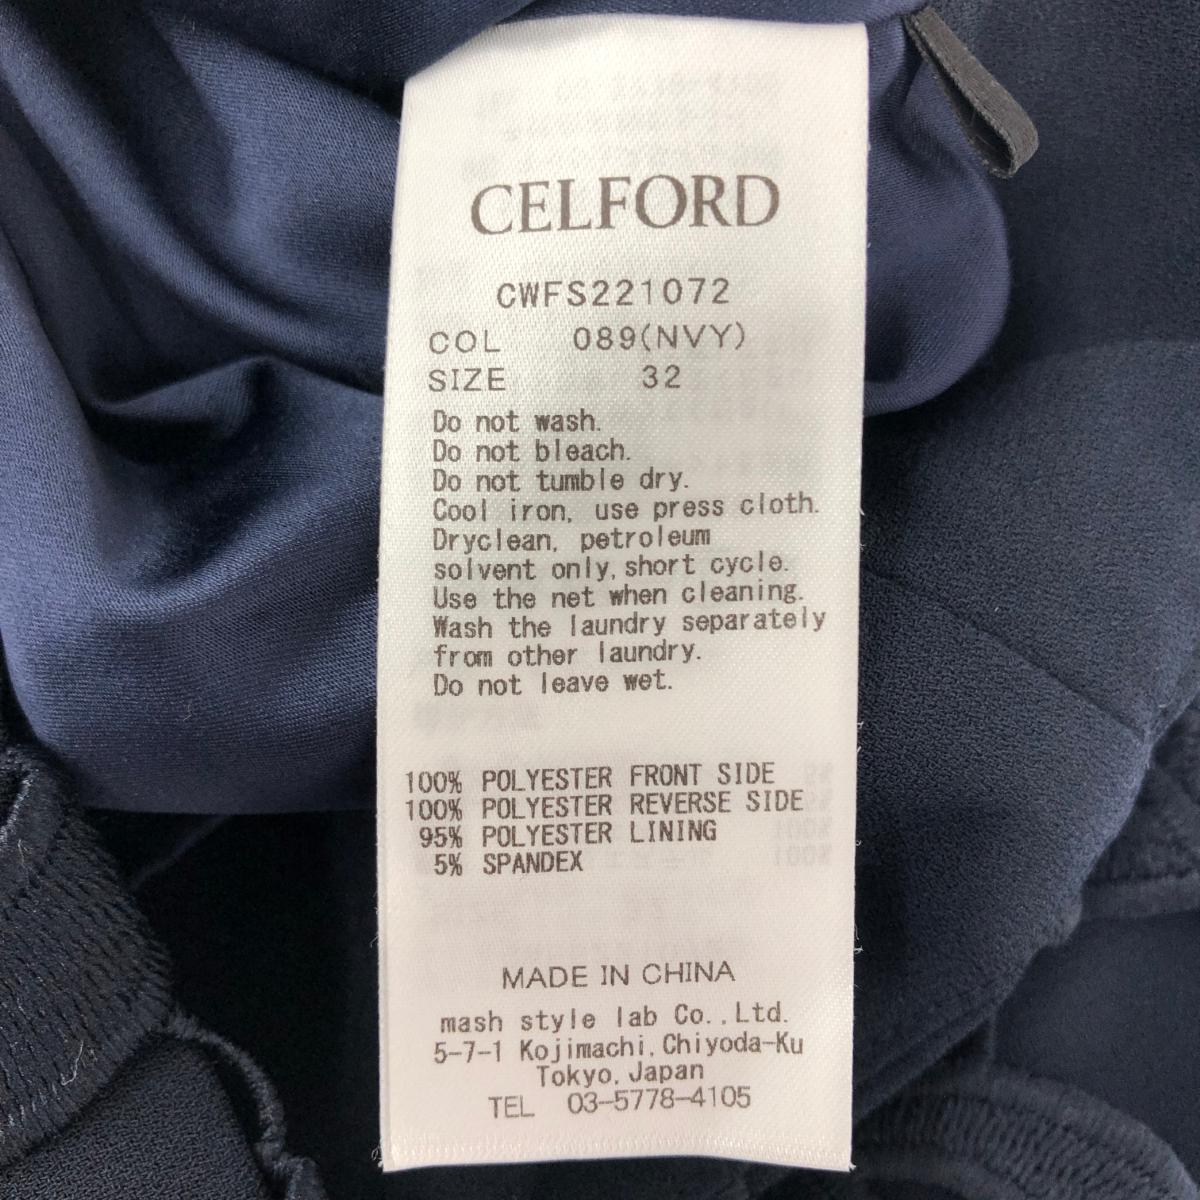 CELFORD
CWFS221072
COL 089(NVY)
SIZE 32
Do not wash.
Do not bleach.
Do not tumble dry.
Cool iron, use press cloth.
Dryclean, petroleum
solvent only, short cycle.
Use the net when cleaning.
Wash the laundry separately
from other laundry.
Do not leave wet.
100% POLYESTER FRONT SIDE
100% POLYESTER REVERSE SIDE
95% POLYESTER LINING
5% SPANDEX
MADE IN CHINA
mash style lab Co.,Ltd.
5-7-1 Kojimachi, Chiyoda-Ku
Tokyo, Japan
TEL 03-5778-4105